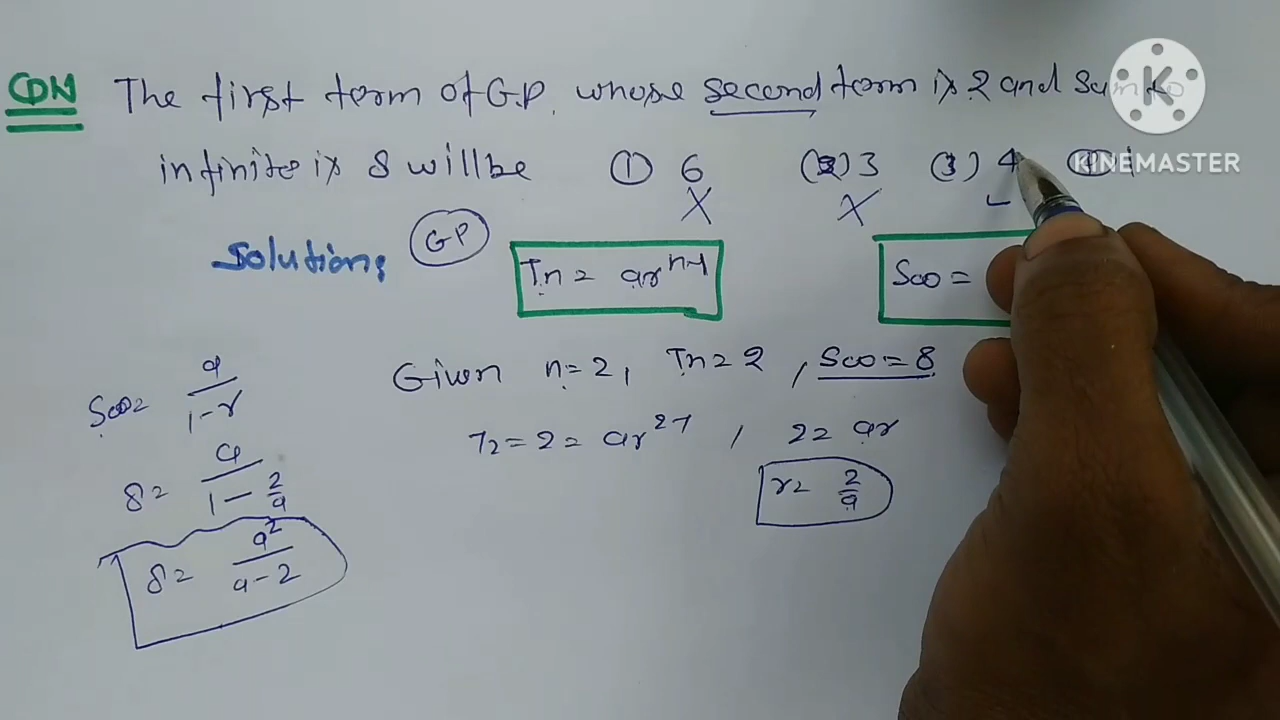 QN The first term of G.P. whose second term is 2 and Sum to
infinite is 8 will be ① 6 (2) 3 (3) 4
KINEMASTER
Solution; GP Tn = ar^n-1 S∞ =
Given n=2, Tn=2, S∞=8
S∞= a/1-r
T2=2= ar^2-1, 2= ar
8= a/1-2/a
r= 2/a
8= a^2/a-2